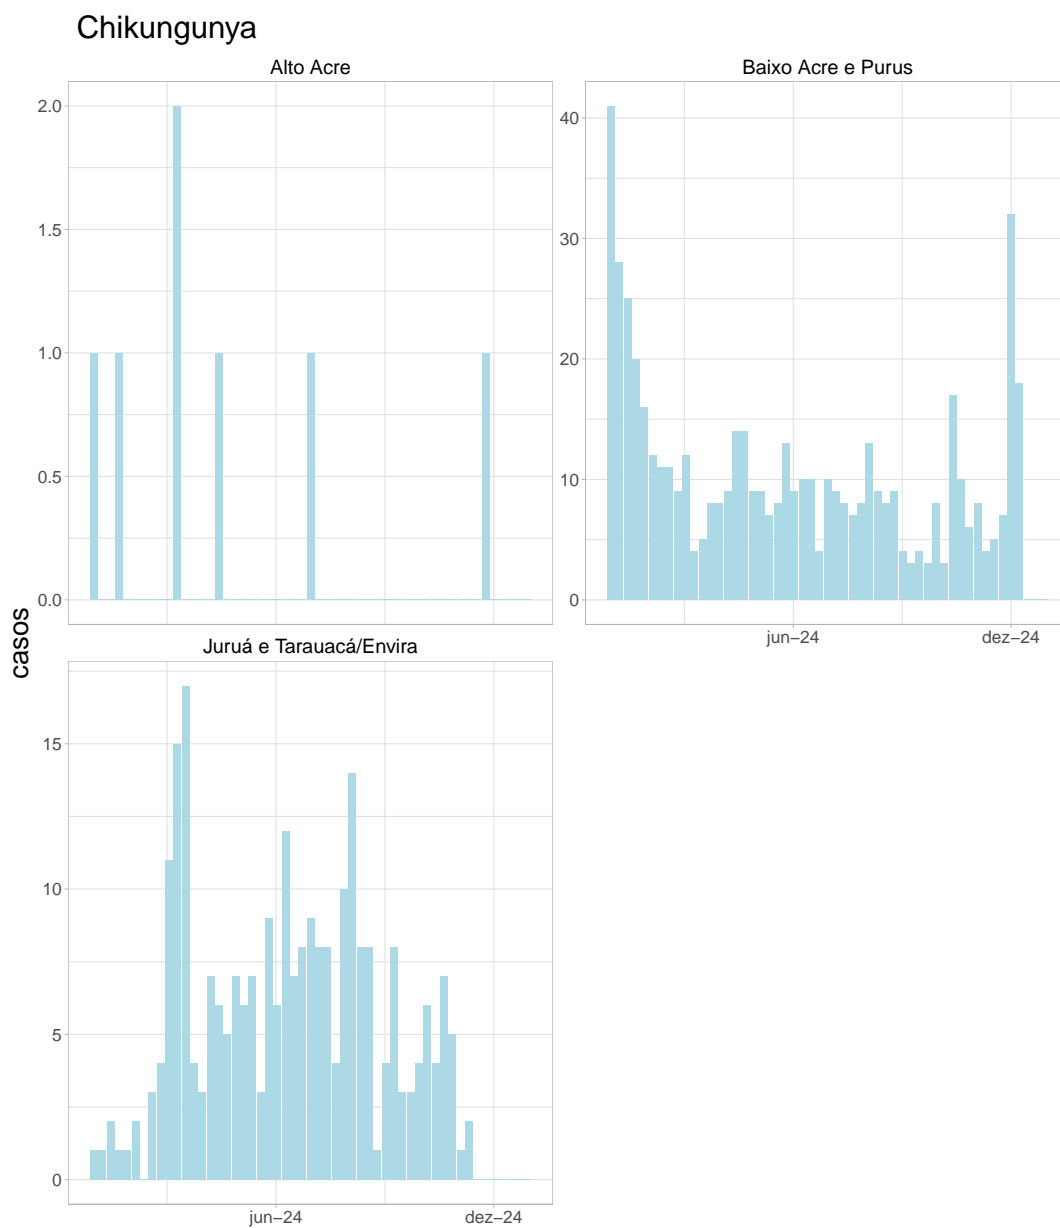 Chikungunya
Alto Acre
2.0
1.5
1.0
0.5
0.0
Baixo Acre e Purus
40
30
20
10
0
jun−24
dez−24
casos
Juruá e Tarauacá/Envira
15
10
5
0
jun−24
dez−24